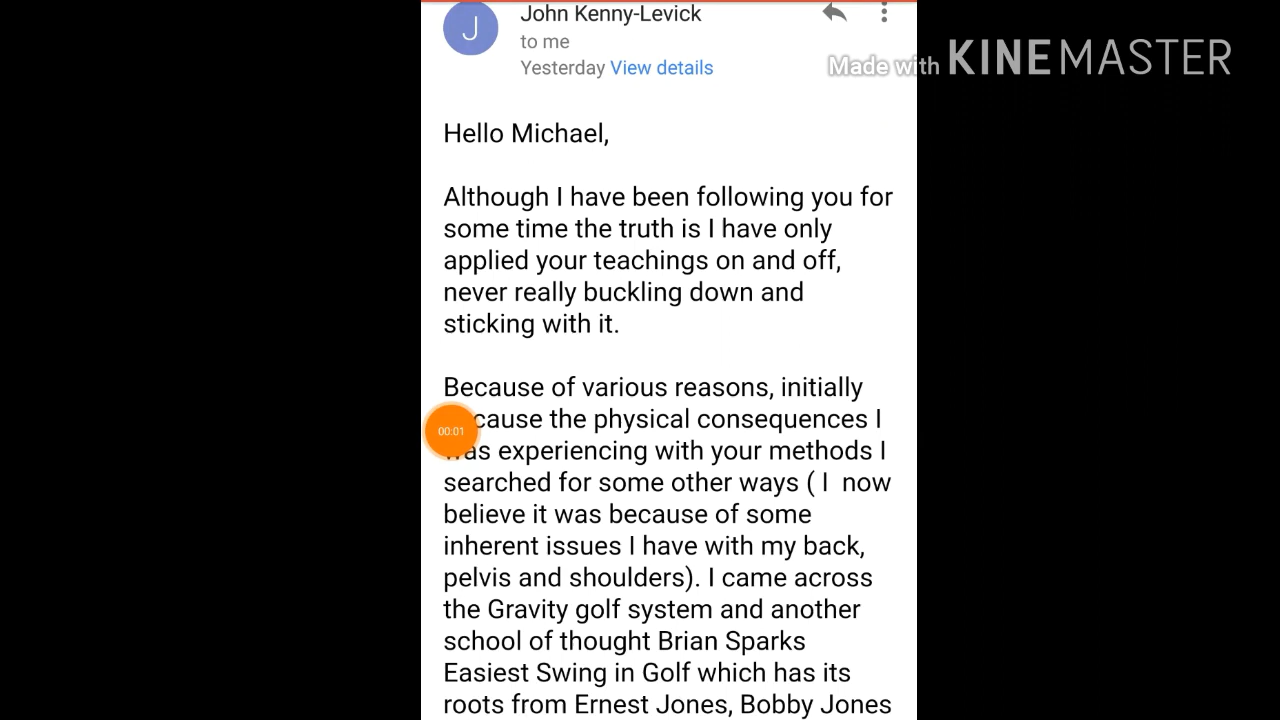 J
John Kenny-Levick
to me
Yesterday View details
Made with KINEMASTER
Hello Michael,
Although I have been following you for
some time the truth is I have only
applied your teachings on and off,
never really buckling down and
sticking with it.
Because of various reasons, initially
cause the physical consequences I
00:01
was experiencing with your methods I
searched for some other ways ( I now
believe it was because of some
inherent issues I have with my back,
pelvis and shoulders). I came across
the Gravity golf system and another
school of thought Brian Sparks
Easiest Swing in Golf which has its
roots from Ernest Jones, Bobby Jones